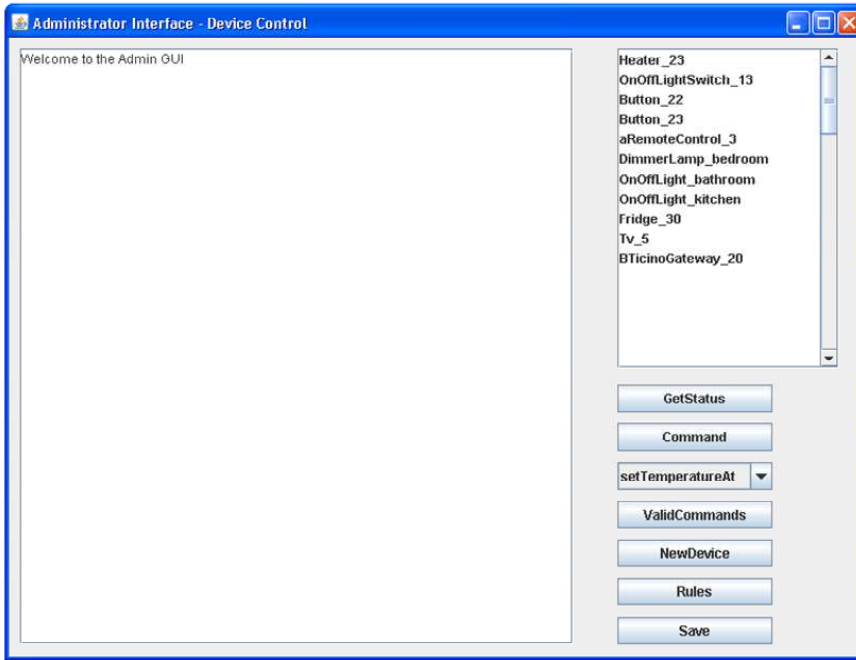 Administrator Interface - Device Control
Welcome to the Admin GUI
Heater_23
OnOffLightSwitch_13
Button_22
Button_23
aRemoteControl_3
DimmerLamp_bedroom
OnOffLight_bathroom
OnOffLight_kitchen
Fridge_30
Tv_5
BTicinoGateway_20
GetStatus
Command
setTemperatureAt
ValidCommands
NewDevice
Rules
Save